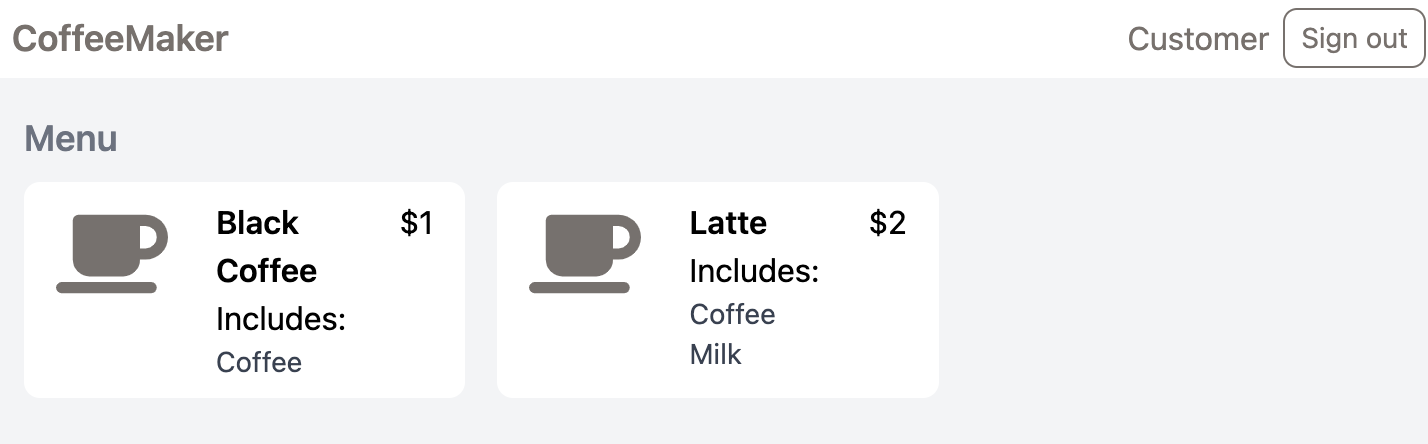 CoffeeMaker
Customer
Sign out
Menu
Black $1
Coffee
Includes:
Coffee
Latte $2
Includes:
Coffee
Milk